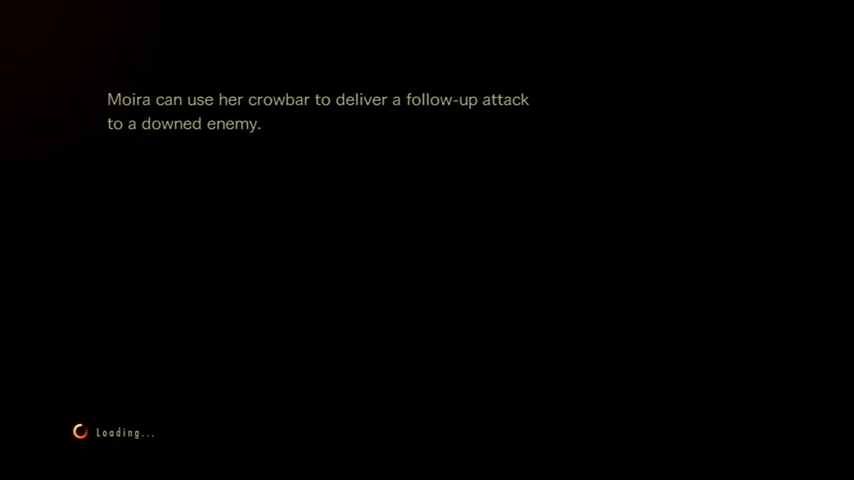 Moira can use her crowbar to deliver a follow-up attack
to a downed enemy.
Loading...